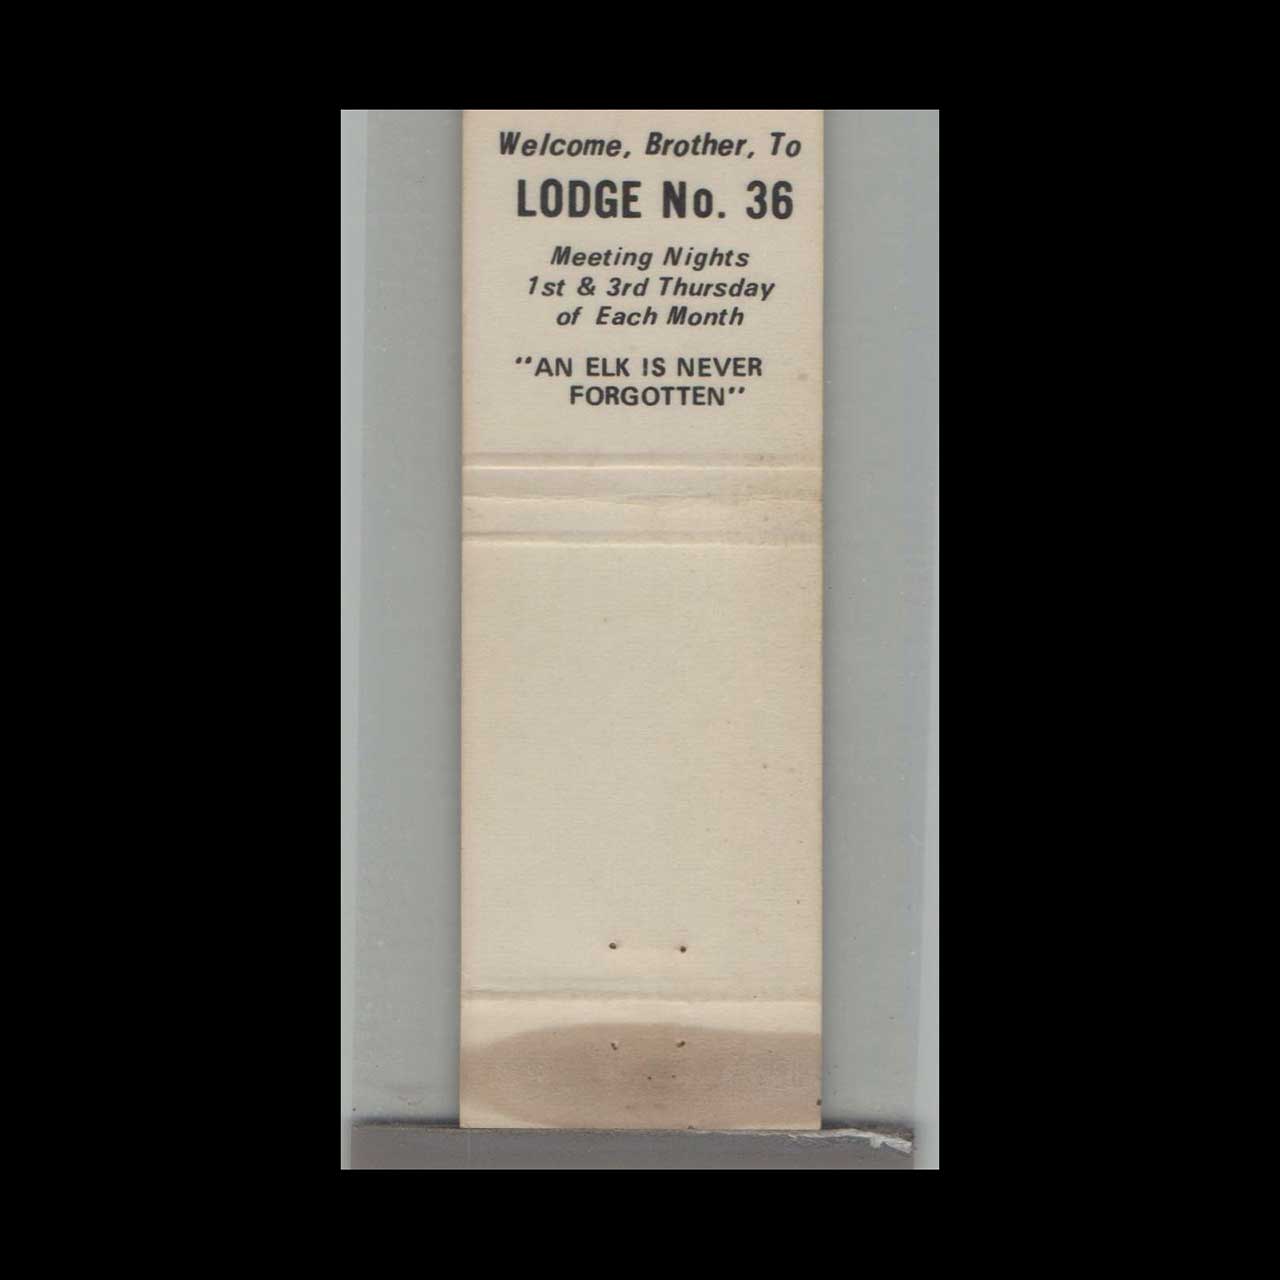 Welcome, Brother, To
LODGE No. 36
Meeting Nights
1st & 3rd Thursday
of Each Month
"AN ELK IS NEVER
FORGOTTEN"